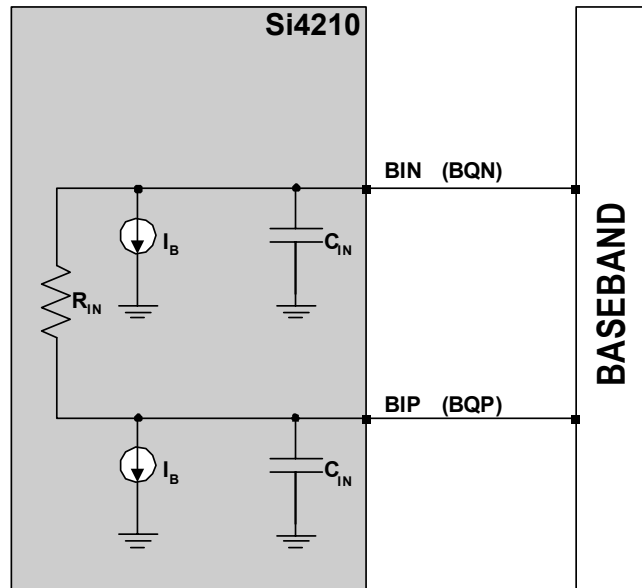 Si4210
BIN (BQN)
I_B
C_IN
R_IN
BIP (BQP)
I_B
C_IN
BASEBAND